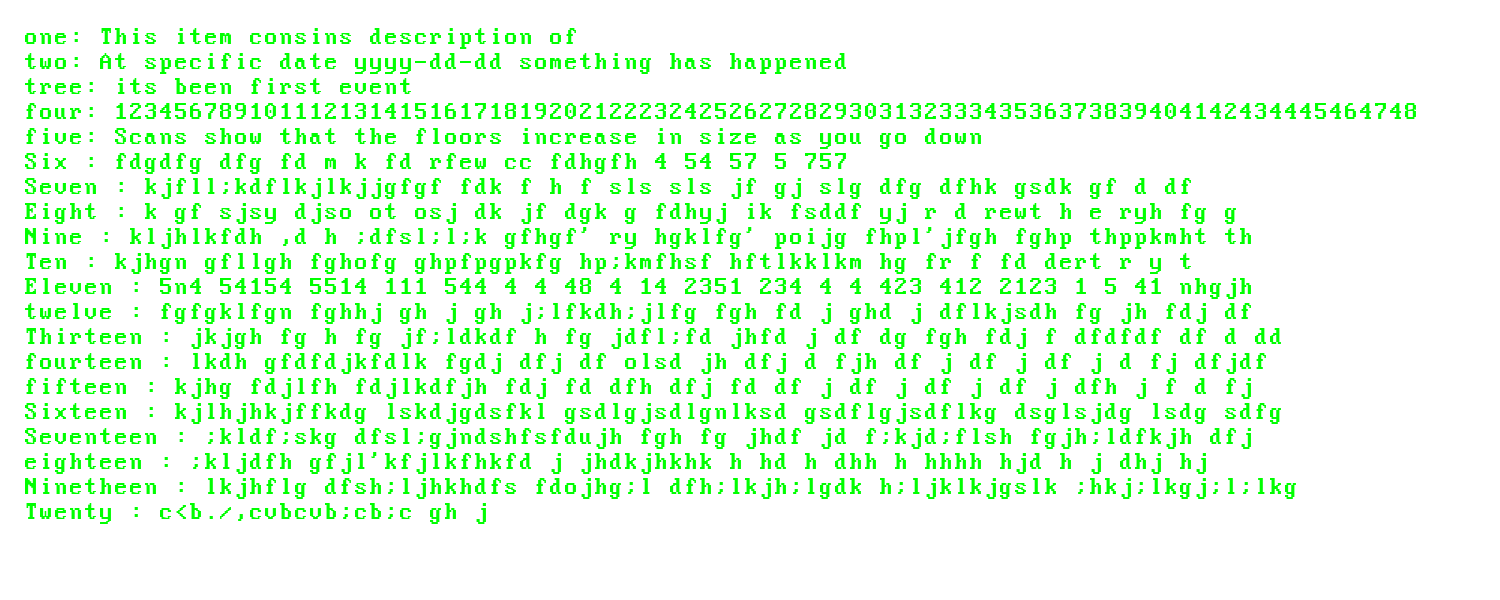 one: This item consins description of
two: At specific date yyyy-dd-dd something has happened
tree: its been first event
four: 123456789101112131415161718192021222324252627282930313233343536373839404142434445464748
five: Scans show that the floors increase in size as you go down
Six : fdgdfg dfg fd m k fd rfew cc fdhgfh 4 54 57 5 757
Seven : kjfll;kdflkjlkjjgfgf fdk f h f sls sls jf gj slg dfg dfhk gsdk gf d df
Eight : k gf sjsy djso ot osj dk jf dgk g fdhyj ik fsddf yj r d rewt h e ryh fg g
Nine : kljhlkfdh ,d h ;dfsl;l;k gfhgf' ry hgklfg' poijg fhpl'jfgh fghp thppkmht th
Ten : kjhgn gfllgh fghofg ghpfpgpkfg hp;kmfhsf hftlkklkm hg fr f fd dert r y t
Eleven : 5n4 54154 5514 111 544 4 4 48 4 14 2351 234 4 4 423 412 2123 1 5 41 nhgjh
twelve : fgfgklfgn fghhj gh j gh j;lfkdh;jlfg fgh fd j ghd j dflkjsdh fg jh fdj df
Thirteen : jkjgh fg h fg jf;ldkdf h fg jdfl;fd jhfd j df dg fgh fdj f dfdfdf df d dd
fourteen : lkdh gfdfdjkfdlk fgdj dfj df olsd jh dfj d fjh df j df j df j d fj dfjdf
fifteen : kjhg fdjlfh fdjlkdfjh fdj fd dfh dfj fd df j df j df j df j dfh j f d fj
Sixteen : kjlhjhkjffkdg lskdjgdsfkl gsdlgjsdlgnlksd gsdflgjsdflkg dsglsjdg lsdg sdfg
Seventeen : ;kldf;skg dfsl;gjndshfsfdujh fgh fg jhdf jd f;kjd;flsh fgjh;ldfkjh dfj
eighteen : ;kljdfh gfjl'kfjlkfhkfd j jhdkjhkhk h hd h dhh h hhhh hjd h j dhj hj
Ninetheen : lkjhflg dfsh;ljhkhdfs fdojhg;l dfh;lkjh;lgdk h;ljklkjgslk ;hkj;lkgj;l;lkg
Twenty : c<b./,cvbcvb;cb;c gh j